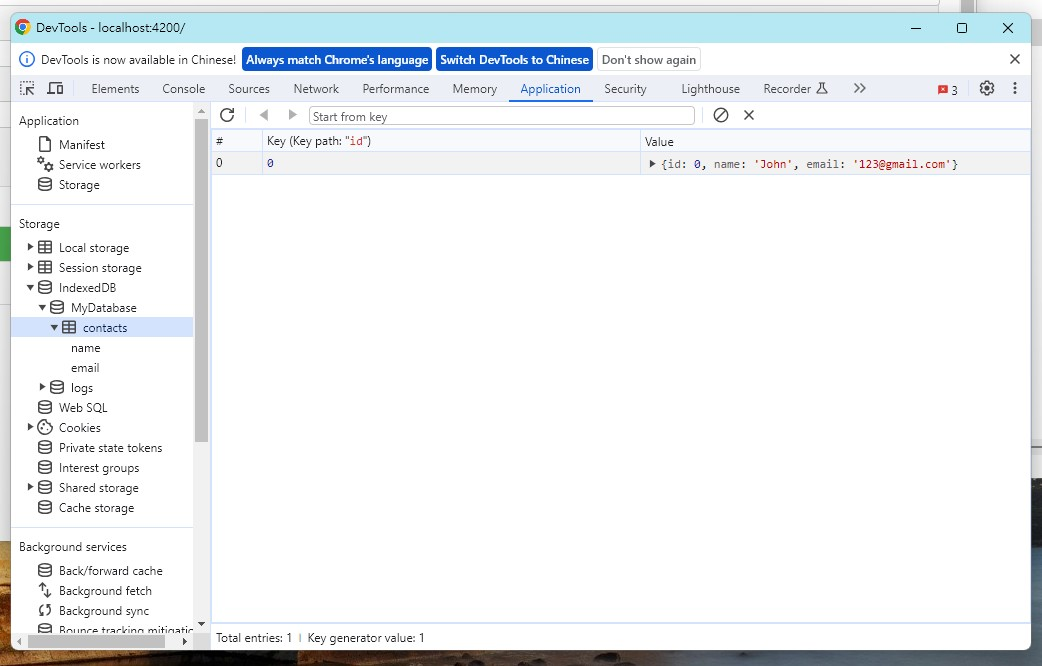 DevTools - localhost:4200/
DevTools is now available in Chinese! Always match Chrome's language Switch DevTools to Chinese Don't show again
Elements Console Sources Network Performance Memory Application Security Lighthouse Recorder 3
Application
Manifest
Service workers
Storage
Storage
Local storage
Session storage
IndexedDB
MyDatabase
contacts
name
email
logs
Web SQL
Cookies
Private state tokens
Interest groups
Shared storage
Cache storage
Background services
Back/forward cache
Background fetch
Background sync
Bounce tracking mitigatic
Start from key
# Key (Key path: "id") Value
0 0 {id: 0, name: 'John', email: '123@gmail.com'}
Total entries: 1 Key generator value: 1